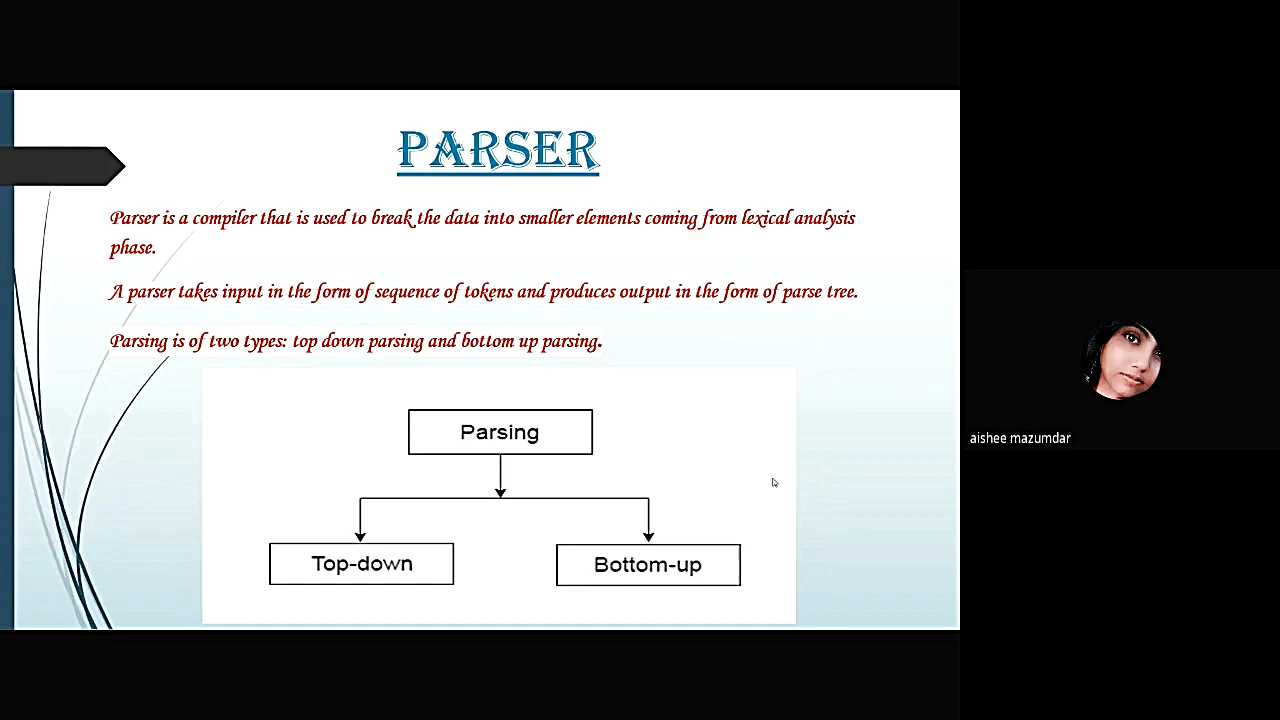 PARSER
Parser is a compiler that is used to break the data into smaller elements coming from lexical analysis
phase.
A parser takes input in the form of sequence of tokens and produces output in the form of parse tree.
Parsing is of two types: top down parsing and bottom up parsing.
Parsing
Top-down
Bottom-up
aishee mazumdar